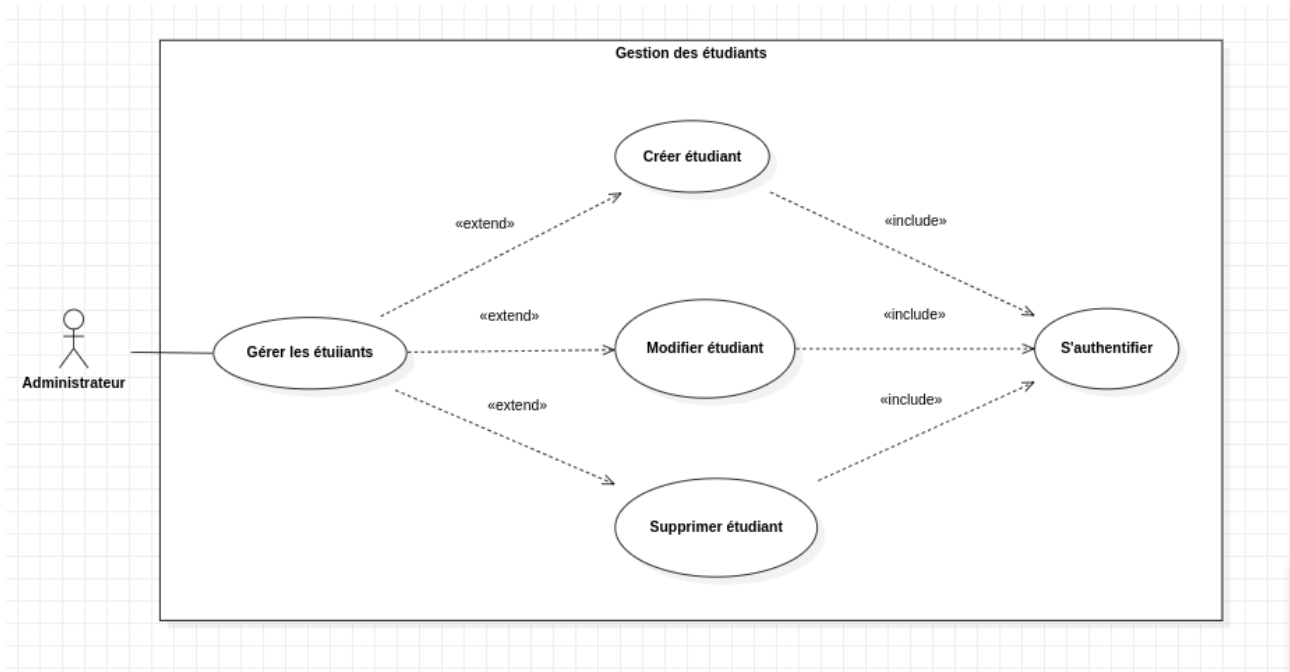 Gestion des étudiants
Créer étudiant
«extend»
«include»
«extend»
«include»
Gérer les étuiiants
Modifier étudiant
S'authentifier
Administrateur
«extend»
«include»
Supprimer étudiant